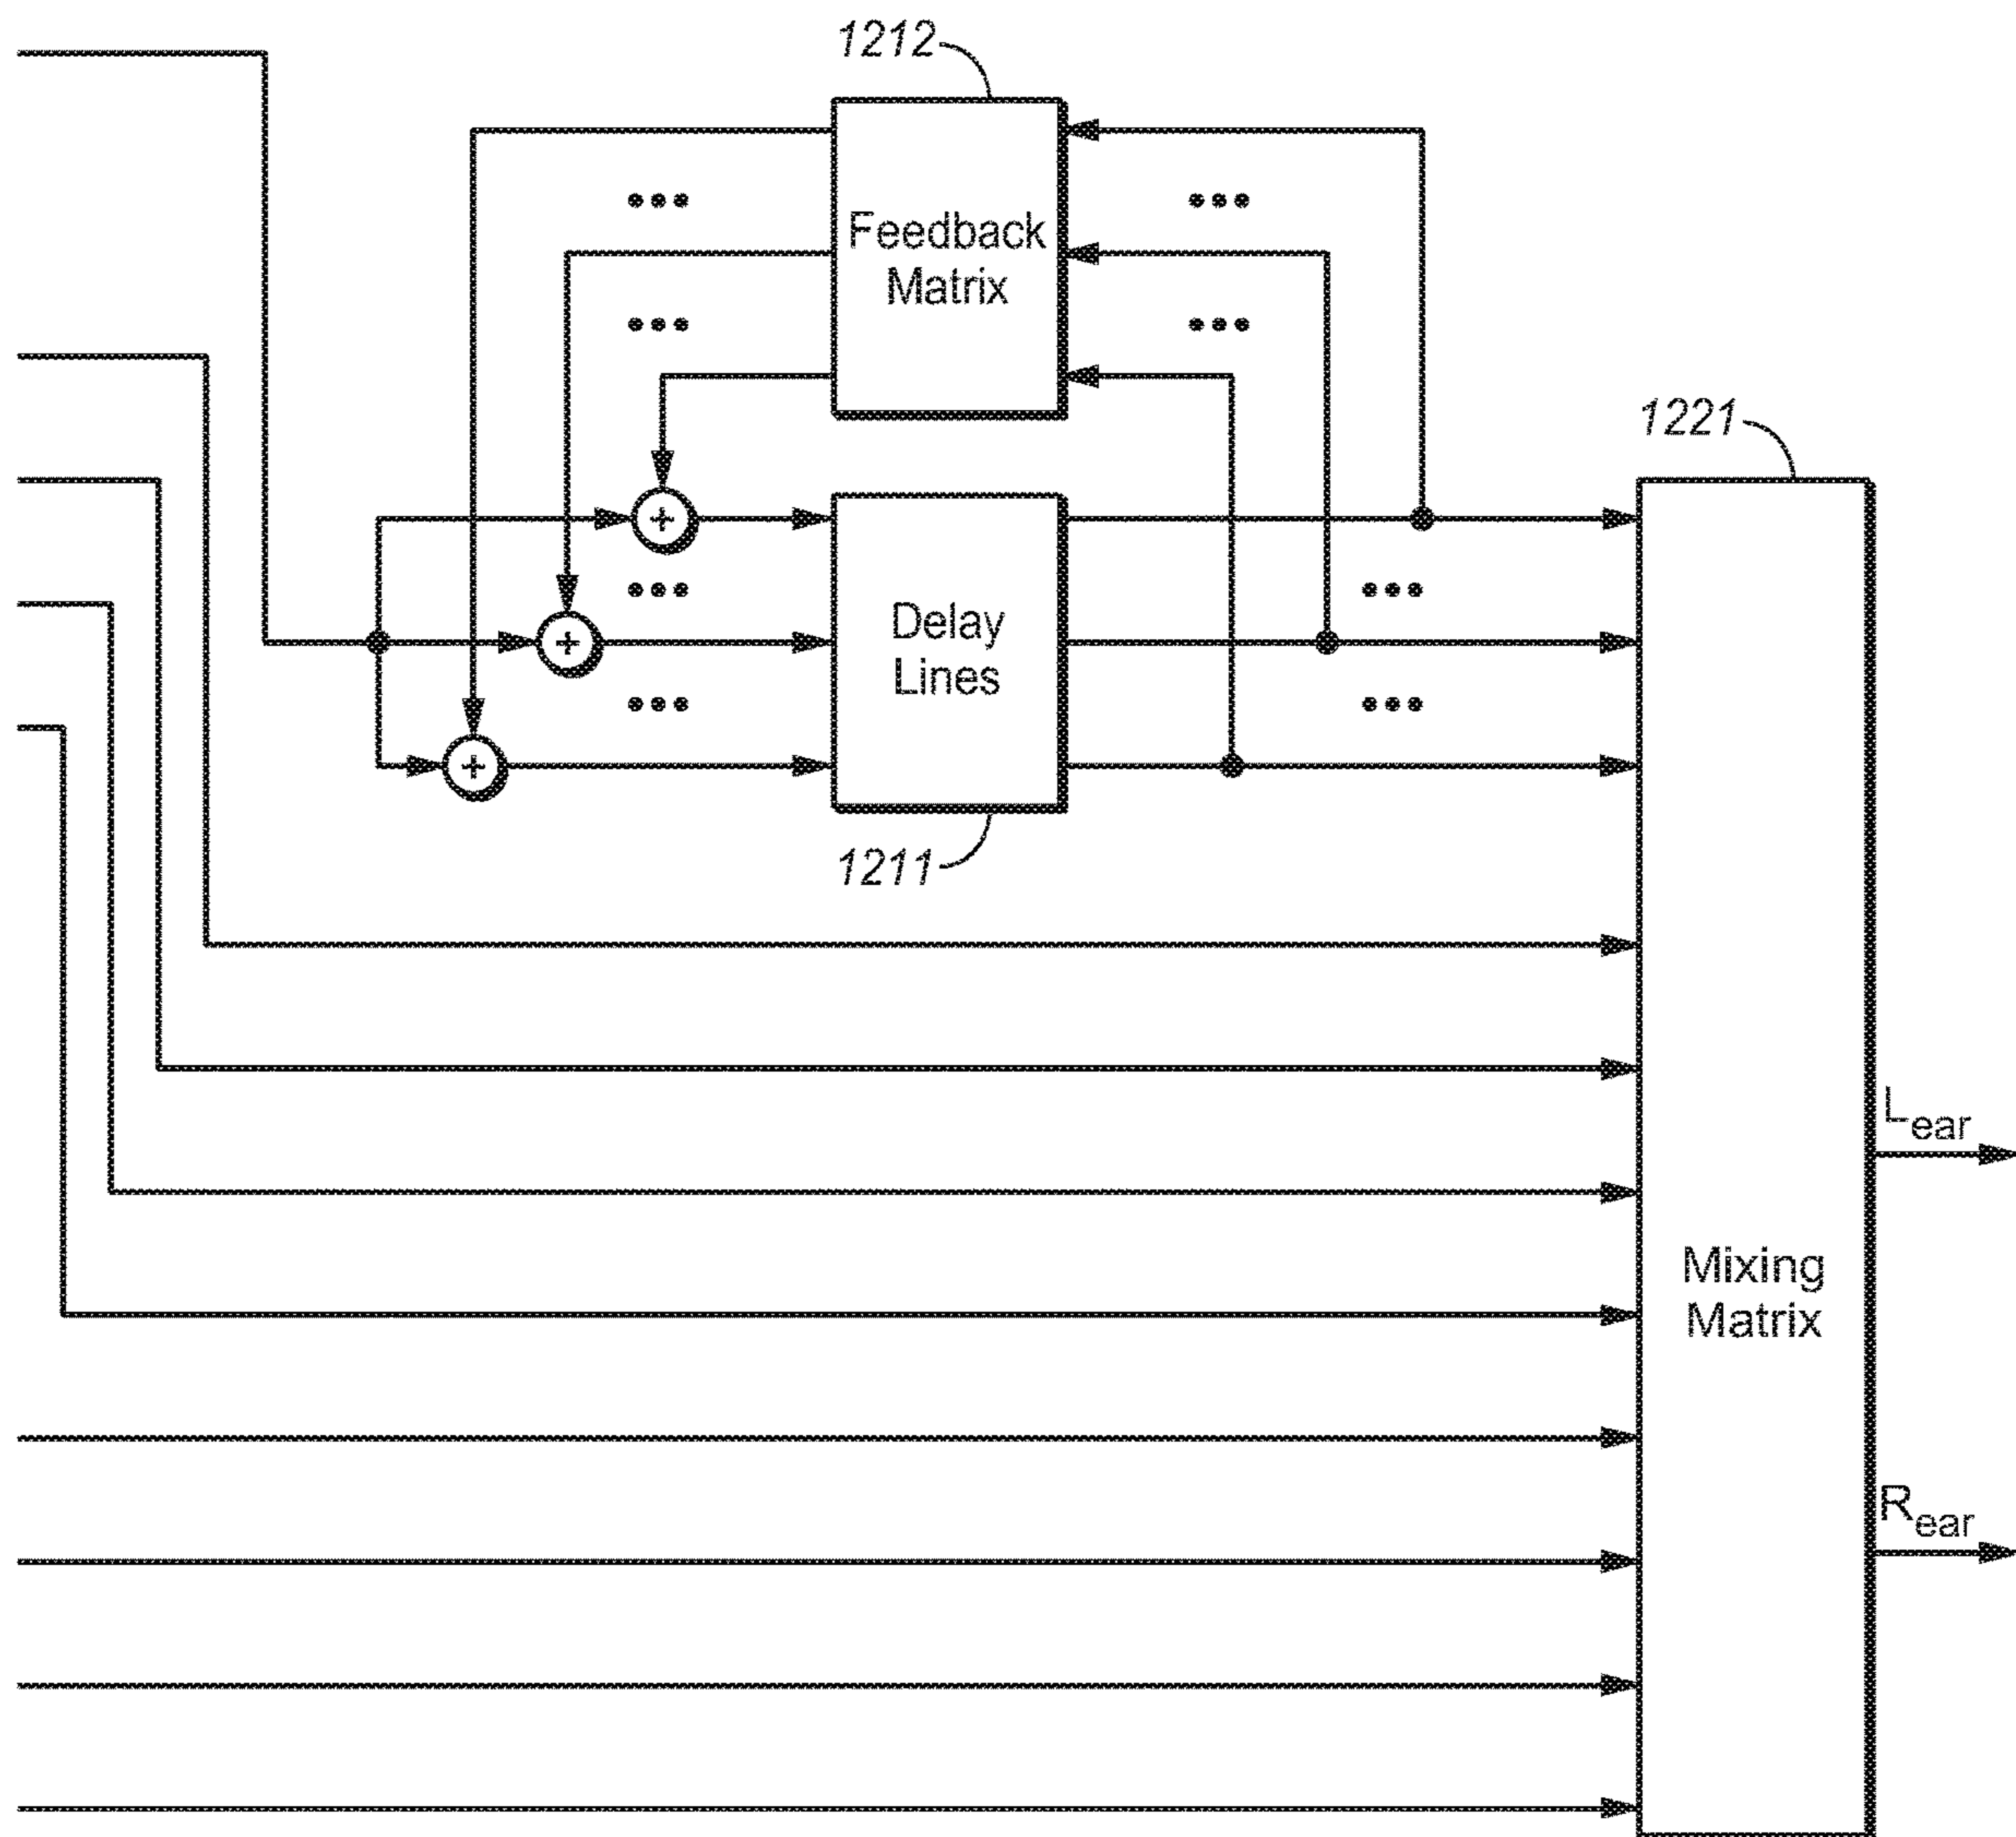 1212
Feedback
Matrix
1221
+
+
+
Delay
Lines
1211
Lear
Mixing
Matrix
Rear